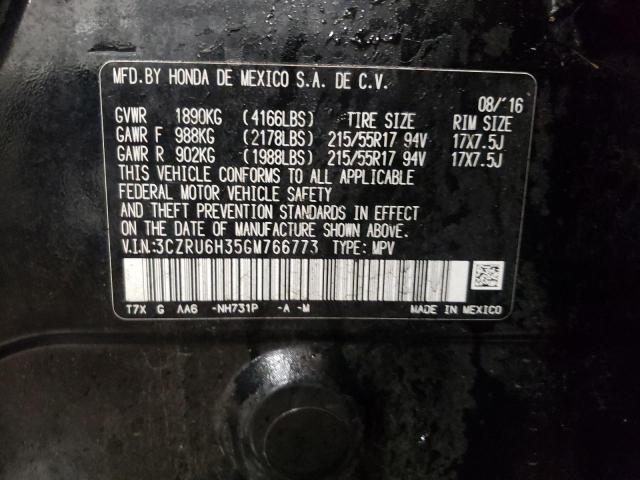 MFD.BY HONDA DE MEXICO S.A. DE C.V.
08/'16
GVWR 1890KG (4166LBS) TIRE SIZE RIM SIZE
GAWR F 988KG (2178LBS) 215/55R17 94V 17X7.5J
GAWR R 902KG (1988LBS) 215/55R17 94V 17X7.5J
THIS VEHICLE CONFORMS TO ALL APPLICABLE
FEDERAL MOTOR VEHICLE SAFETY
AND THEFT PREVENTION STANDARDS IN EFFECT
ON THE DATE OF MANUFACTURE SHOWN ABOVE.
V.I.N.:3CZRU6H35GM766773 TYPE: MPV
T7X G AA6 -NH731P -A -M MADE IN MEXICO